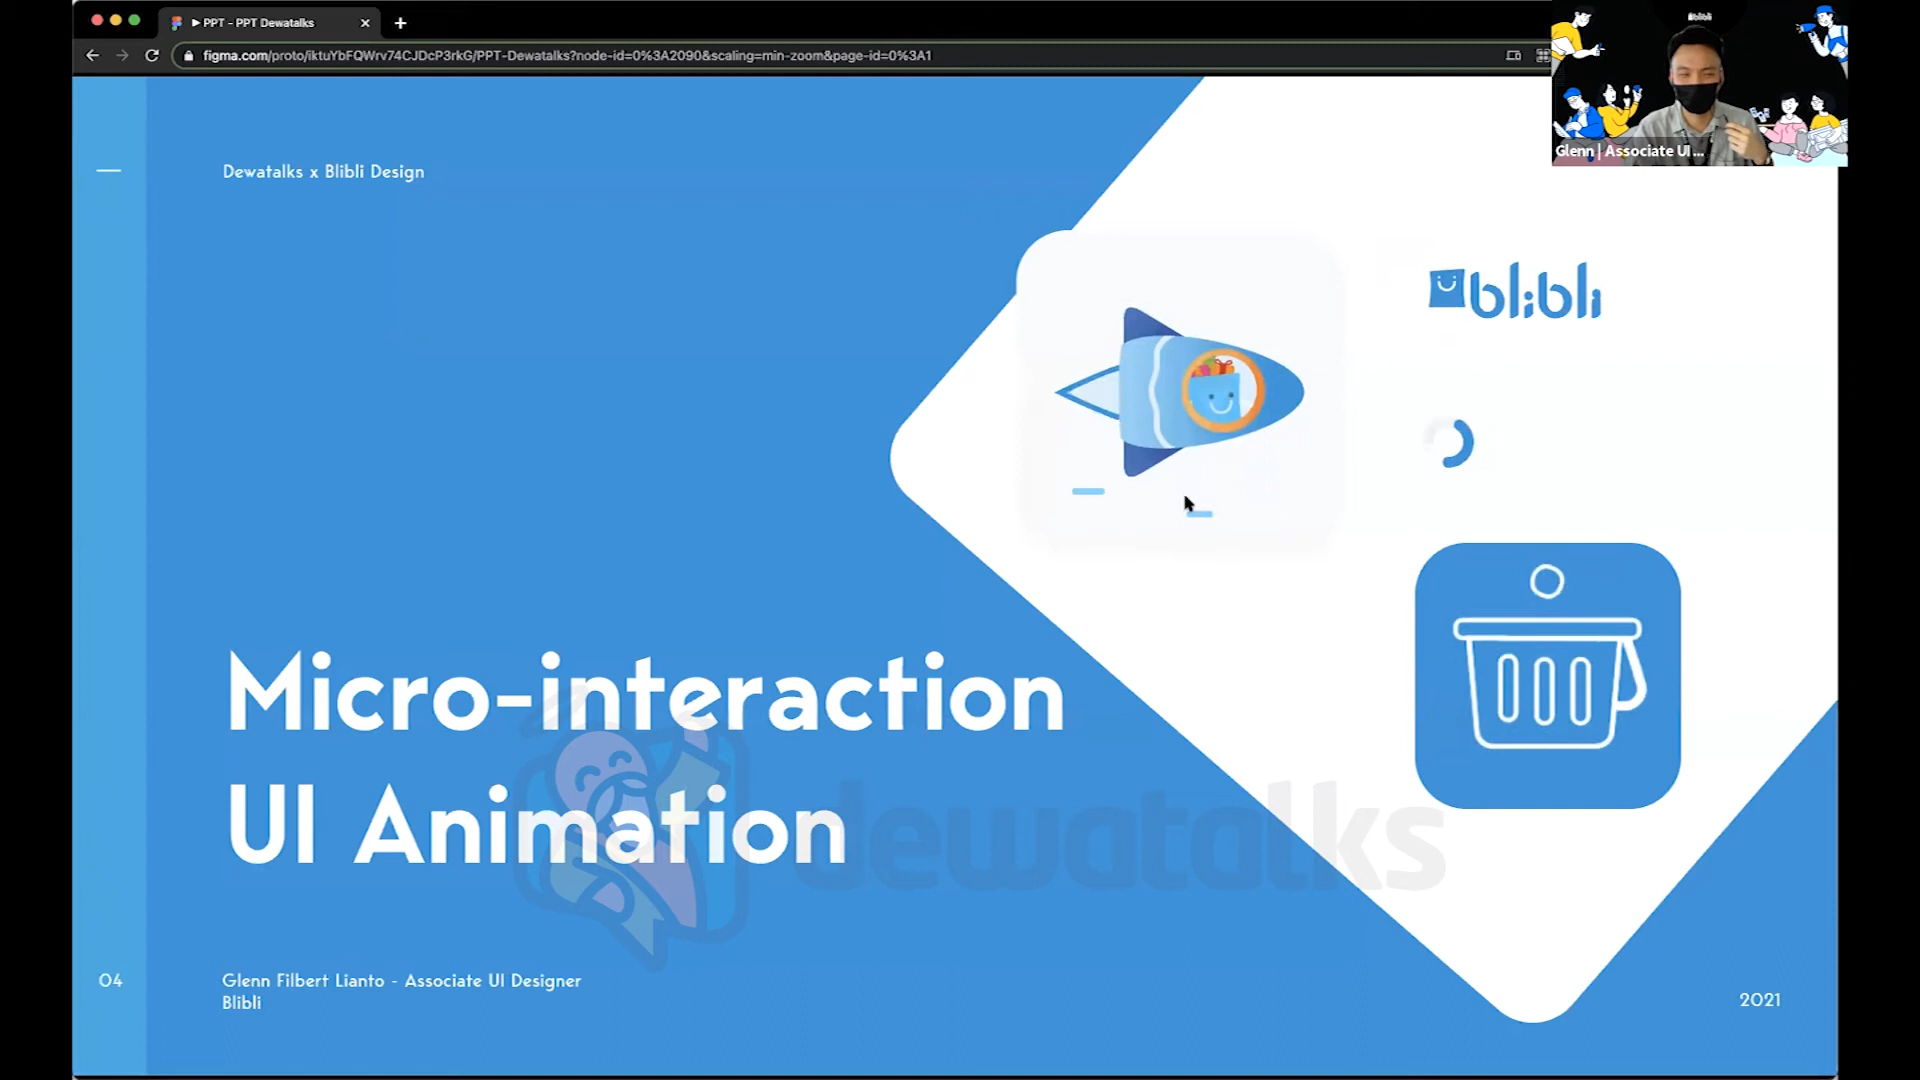 PPT - PPT Dewatalks
figma.com/proto/iktuYbFQWrv74CJDcP3rkG/PPT-Dewatalks?node-id=0%3A2090&scaling=min-zoom&page-id=0%3A1
blibli
Glenn | Associate UI ...
Dewatalks x Blibli Design
blibli
Micro-interaction
UI Animation
dewatalks
04
Glenn Filbert Lianto - Associate UI Designer
Blibli
2021